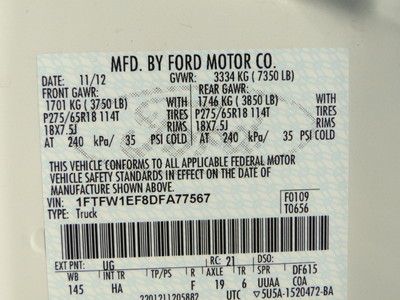 MFD. BY FORD MOTOR CO.
DATE: 11/12 GVWR: 3334 KG ( 7350 LB)
FRONT GAWR: REAR GAWR:
1701 KG ( 3750 LB) WITH 1746 KG ( 3850 LB) WITH
P275/65R18 114T TIRES P275/65R18 114T TIRES
18X7.5J RIMS 18X7.5J RIMS
AT 240 kPa/ 35 PSI COLD AT 240 kPa/ 35 PSI COLD
THIS VEHICLE CONFORMS TO ALL APPLICABLE FEDERAL MOTOR
VEHICLE SAFETY STANDARDS IN EFFECT ON THE DATE OF
MANUFACTURE SHOWN ABOVE.
VIN: 1FTFW1EF8DFA77567 F0109
TYPE: Truck T0656
EXT PNT: UG RC: 21 DSO:
WB INT TR TP/PS R AXLE TR SPR DF615
145 HA F 19 6 UUAA C0A
2201211205882 UTC ▽5U5A-1520472-BA